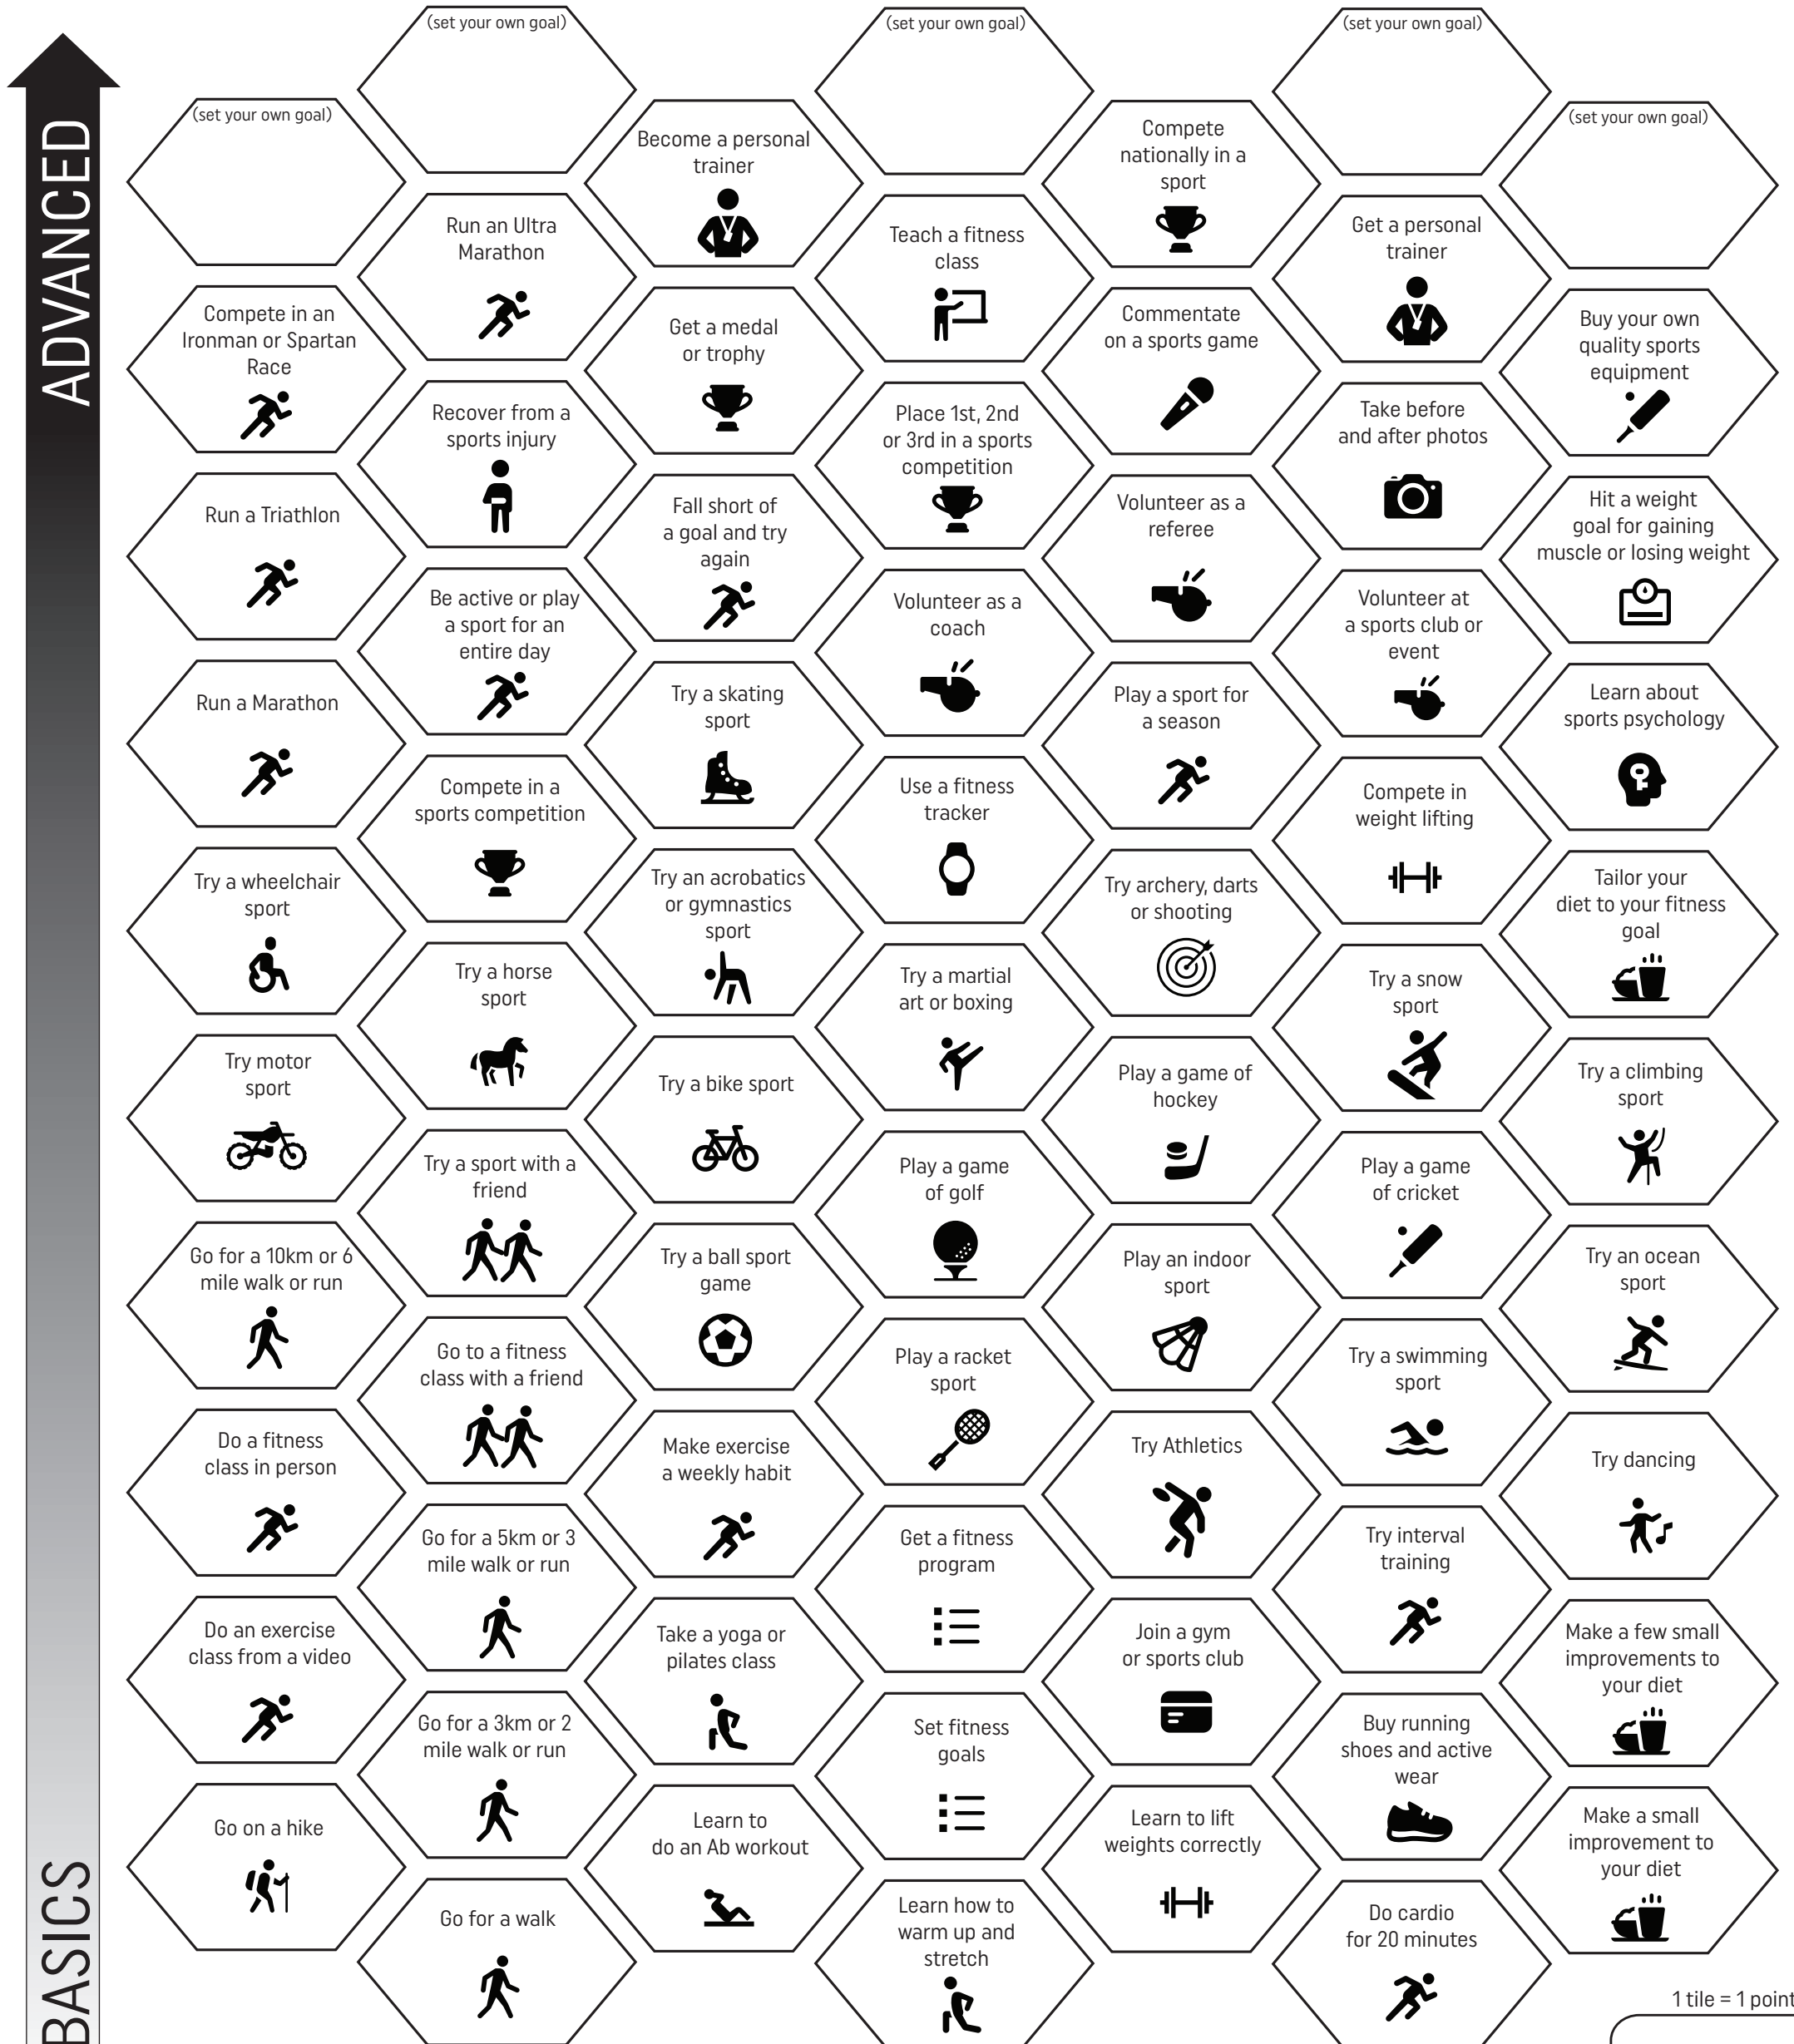 (set your own goal)
(set your own goal)
(set your own goal)
ADVANCED
(set your own goal)
Become a personal
trainer
Compete
nationally in a
sport
(set your own goal)
Run an Ultra
Marathon
Teach a fitness
class
Get a personal
trainer
Compete in an
Ironman or Spartan
Race
Get a medal
or trophy
Commentate
on a sports game
Buy your own
quality sports
equipment
Recover from a
sports injury
Place 1st, 2nd
or 3rd in a sports
competition
Take before
and after photos
Run a Triathlon
Fall short of
a goal and try
again
Volunteer as a
referee
Hit a weight
goal for gaining
muscle or losing weight
Be active or play
a sport for an
entire day
Volunteer as a
coach
Volunteer at
a sports club or
event
Run a Marathon
Try a skating
sport
Play a sport for
a season
Learn about
sports psychology
Compete in a
sports competition
Use a fitness
tracker
Compete in
weight lifting
Try a wheelchair
sport
Try an acrobatics
or gymnastics
sport
Try archery, darts
or shooting
Tailor your
diet to your fitness
goal
Try a horse
sport
Try a martial
art or boxing
Try a snow
sport
Try motor
sport
Try a bike sport
Play a game of
hockey
Try a climbing
sport
Try a sport with a
friend
Play a game
of golf
Play a game
of cricket
Go for a 10km or 6
mile walk or run
Try a ball sport
game
Play an indoor
sport
Try an ocean
sport
Go to a fitness
class with a friend
Play a racket
sport
Try a swimming
sport
Do a fitness
class in person
Make exercise
a weekly habit
Try Athletics
Try dancing
Go for a 5km or 3
mile walk or run
Get a fitness
program
Try interval
training
Do an exercise
class from a video
Take a yoga or
pilates class
Join a gym
or sports club
Make a few small
improvements to
your diet
Go for a 3km or 2
mile walk or run
Set fitness
goals
Buy running
shoes and active
wear
Go on a hike
Learn to
do an Ab workout
Learn to lift
weights correctly
Make a small
improvement to
your diet
BASICS
Go for a walk
Learn how to
warm up and
stretch
Do cardio
for 20 minutes
1 tile = 1 point